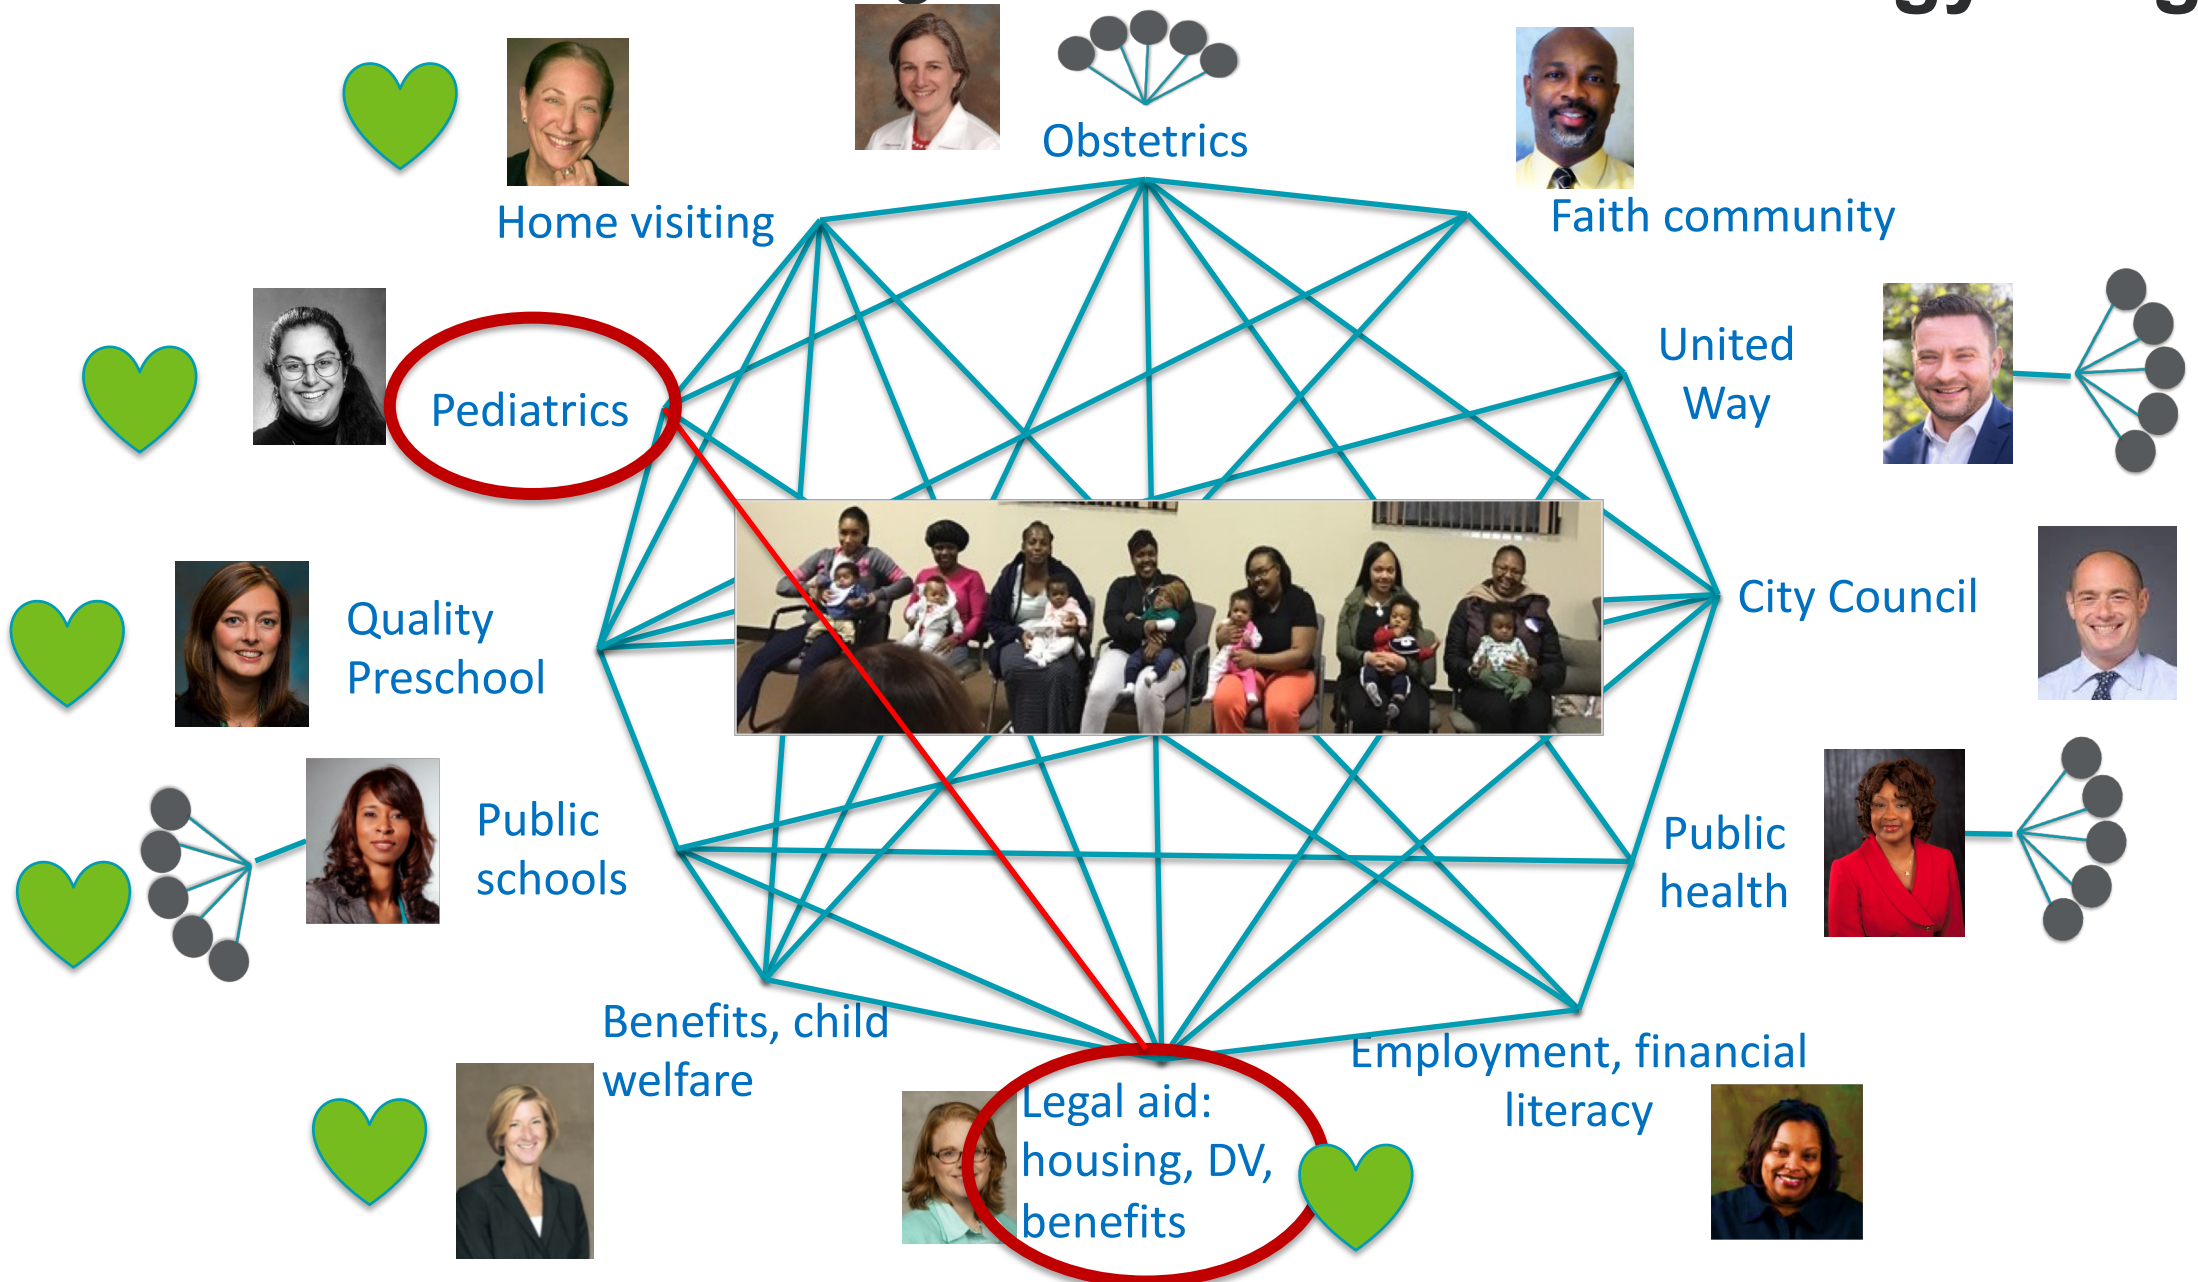 Obstetrics
Home visiting
Faith community
United
Way
Pediatrics
City Council
Quality
Preschool
Public
schools
Public
health
Benefits, child
welfare
Employment, financial
literacy
Legal aid:
housing, DV,
benefits